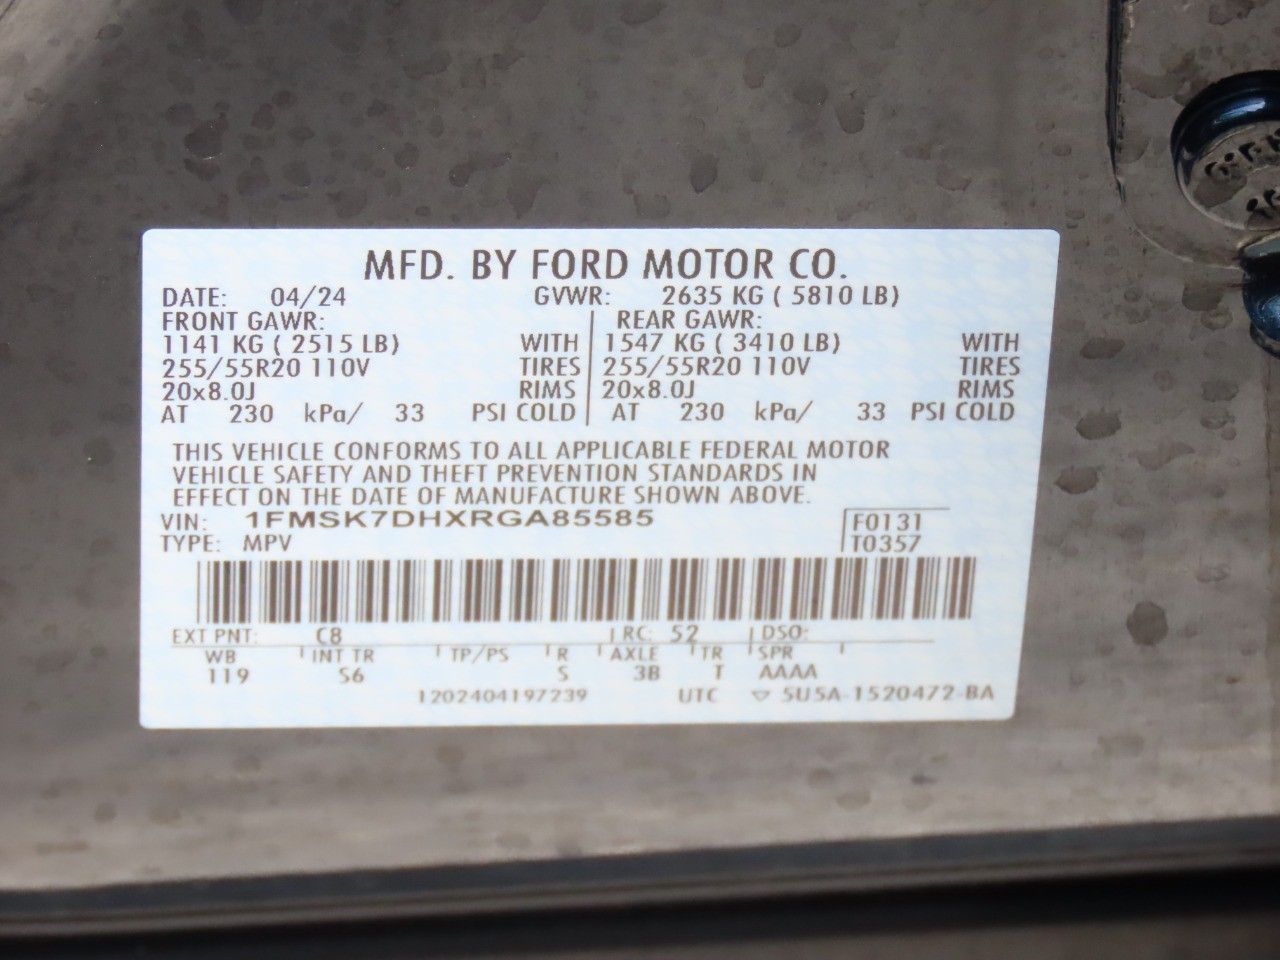 MFD. BY FORD MOTOR CO.
DATE: 04/24 GVWR: 2635 KG ( 5810 LB)
FRONT GAWR: REAR GAWR:
1141 KG ( 2515 LB) WITH 1547 KG ( 3410 LB) WITH
255/55R20 110V TIRES 255/55R20 110V TIRES
20x8.0J RIMS 20x8.0J RIMS
AT 230 kPa/ 33 PSI COLD AT 230 kPa/ 33 PSI COLD
THIS VEHICLE CONFORMS TO ALL APPLICABLE FEDERAL MOTOR
VEHICLE SAFETY AND THEFT PREVENTION STANDARDS IN
EFFECT ON THE DATE OF MANUFACTURE SHOWN ABOVE.
VIN: 1FMSK7DHXRGA85585 F0131
TYPE: MPV T0357
EXT PNT: C8 RC: 52 DSO:
WB INT TR TP/PS R AXLE TR SPR
119 S6 S 3B T AAAA
1202404197239 UTC ▽ 5U5A-1520472-BA